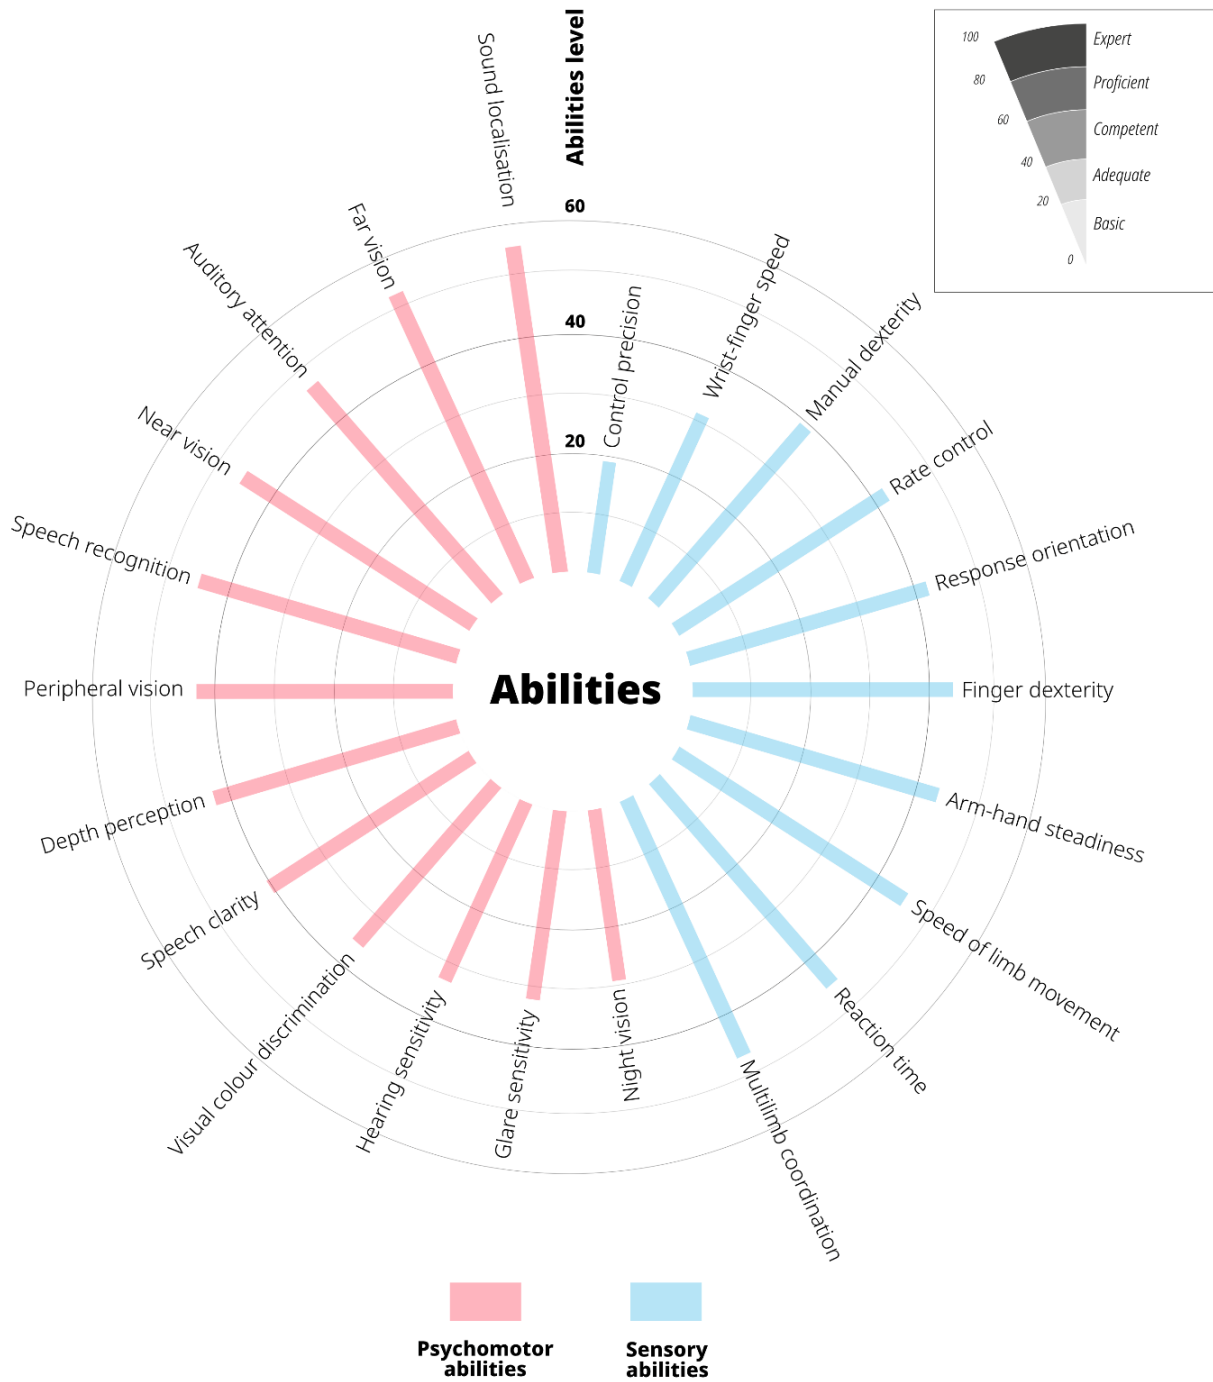 Abilities level
60
40
20
100
80
60
40
20
0
Expert
Proficient
Competent
Adequate
Basic
Sound localisation
Far vision
Auditory attention
Near vision
Speech recognition
Peripheral vision
Depth perception
Speech clarity
Visual colour discrimination
Hearing sensitivity
Glare sensitivity
Night vision
Control precision
Wrist-finger speed
Manual dexterity
Rate control
Response orientation
Finger dexterity
Arm-hand steadiness
Speed of limb movement
Reaction time
Multilimb coordination
Abilities
Psychomotor
abilities
Sensory
abilities